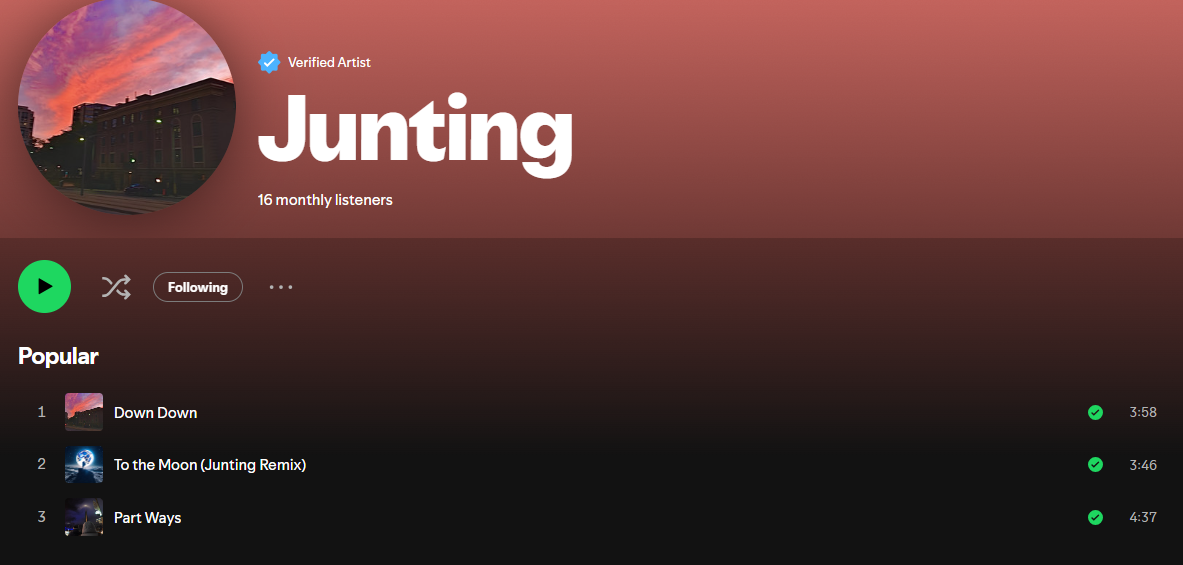 Verified Artist
Junting
16 monthly listeners
Following
Popular
1 Down Down 3:58
2 To the Moon (Junting Remix) 3:46
3 Part Ways 4:37